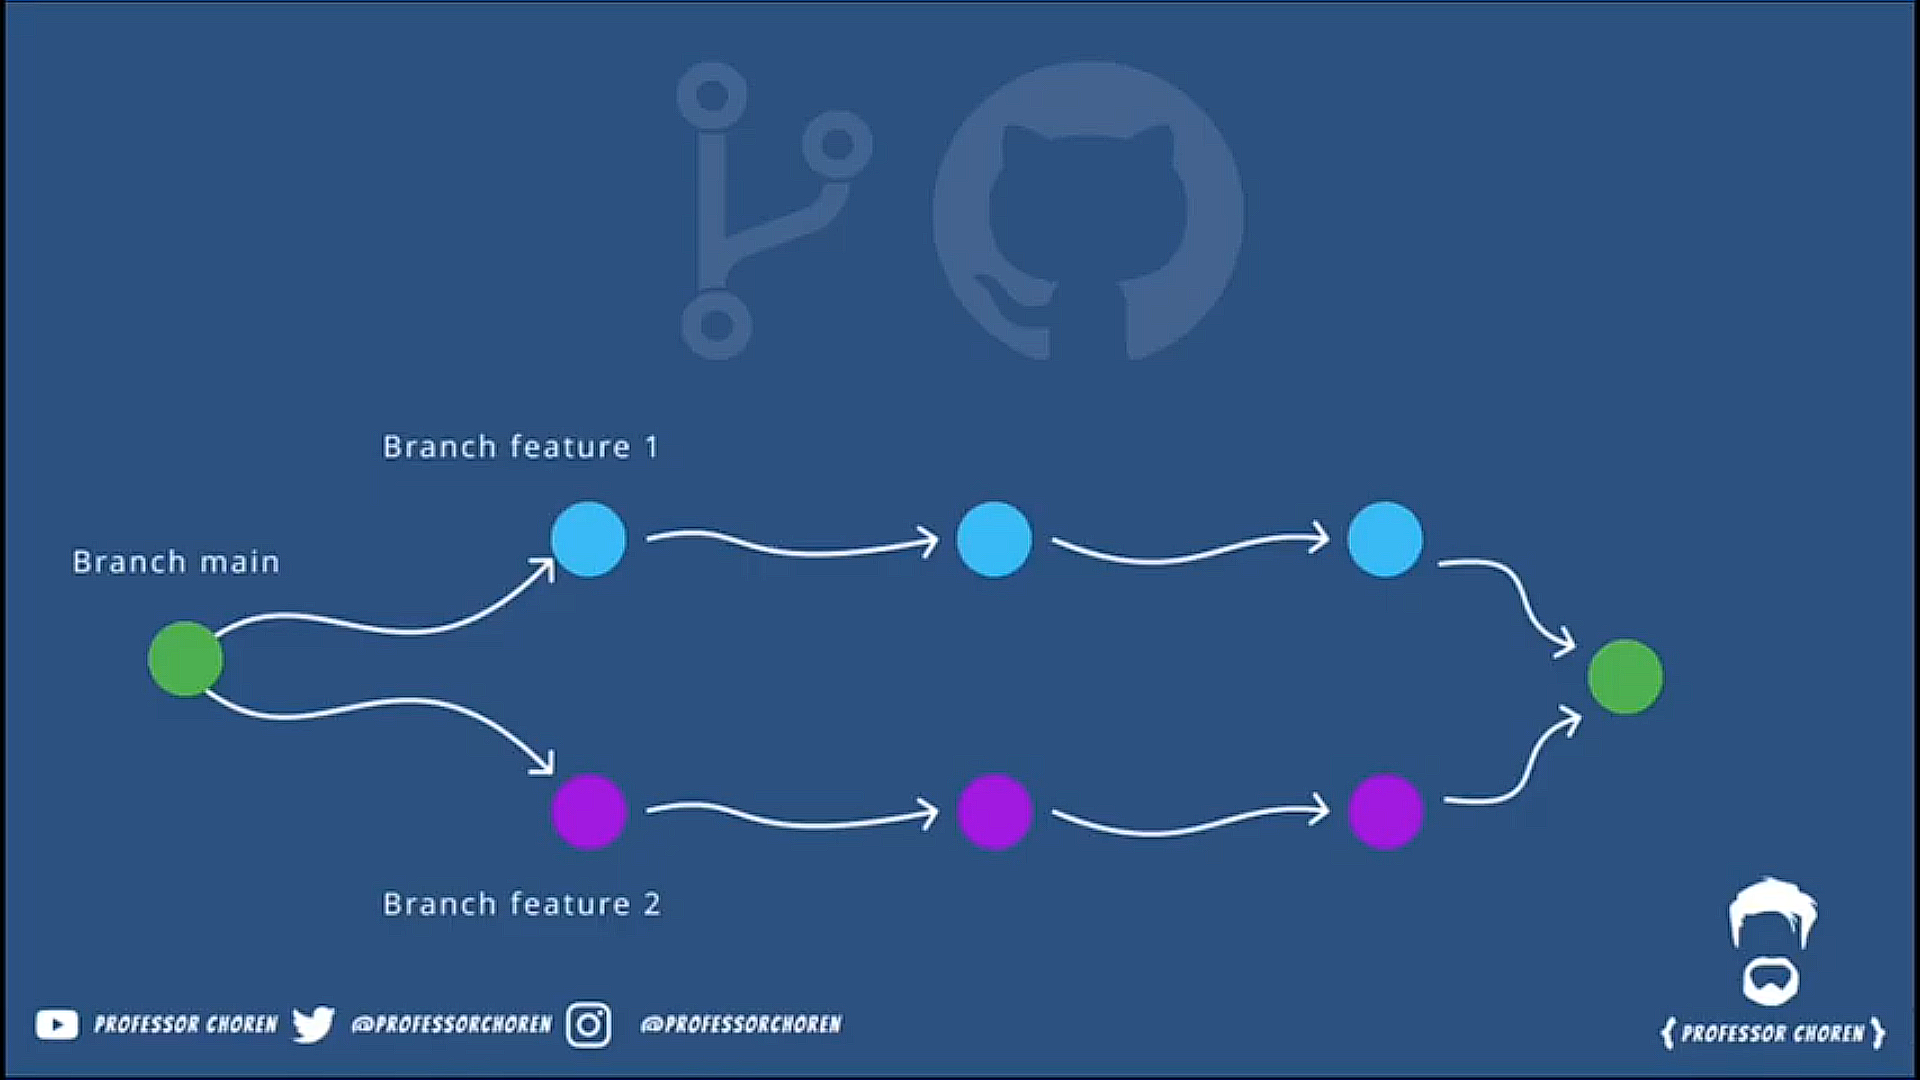 Branch feature 1
Branch main
Branch feature 2
PROFESSOR CHOREN @PROFESSORCHOREN @PROFESSORCHOREN
{ PROFESSOR CHOREN }